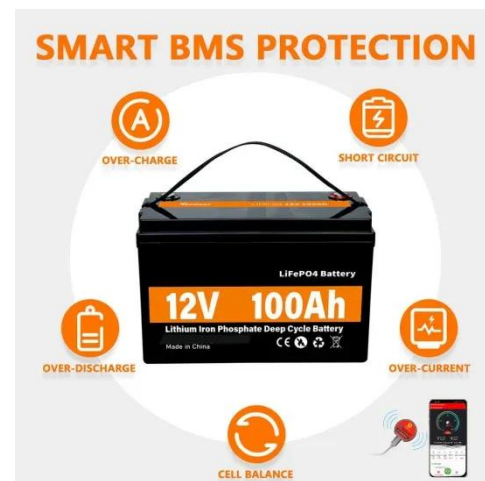 SMART BMS PROTECTION
OVER-CHARGE
SHORT CIRCUIT
LiFePO4 Battery
12V 100Ah
Lithium Iron Phosphate Deep Cycle Battery
Made in China
CE
OVER-DISCHARGE
OVER-CURRENT
CELL BALANCE